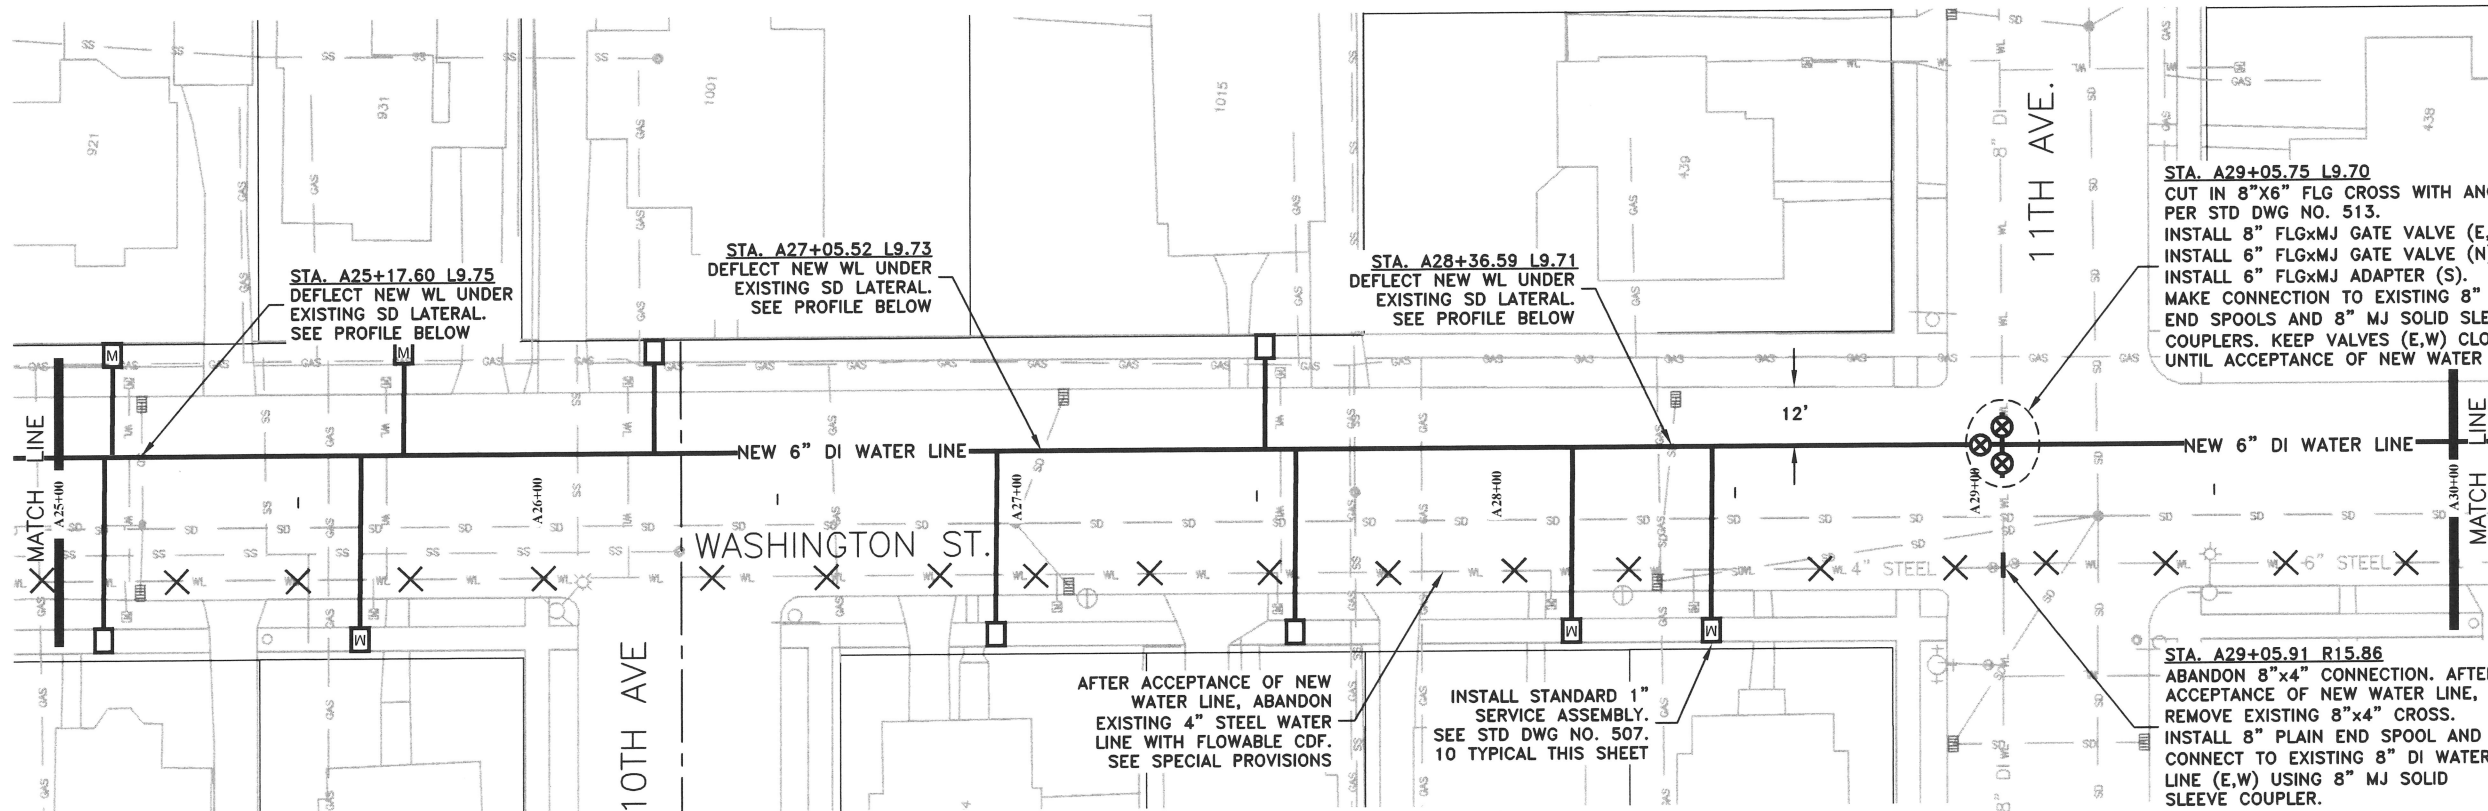 921
931
1001
1015
439
438
SS
GAS
WL
SD
8" DI
11TH AVE.
STA. A25+17.60 L9.75
DEFLECT NEW WL UNDER
EXISTING SD LATERAL.
SEE PROFILE BELOW
STA. A27+05.52 L9.73
DEFLECT NEW WL UNDER
EXISTING SD LATERAL.
SEE PROFILE BELOW
STA. A28+36.59 L9.71
DEFLECT NEW WL UNDER
EXISTING SD LATERAL.
SEE PROFILE BELOW
STA. A29+05.75 L9.70
CUT IN 8"X6" FLG CROSS WITH
PER STD DWG NO. 513.
INSTALL 8" FLGxMJ GATE VALVE (E,
INSTALL 6" FLGxMJ GATE VALVE (N
INSTALL 6" FLGxMJ ADAPTER (S).
MAKE CONNECTION TO EXISTING 8"
END SPOOLS AND 8" MJ SOLID
COUPLERS. KEEP VALVES (E,W)
UNTIL ACCEPTANCE OF NEW WATER
M
M
12'
MATCH LINE
A25+00
NEW 6" DI WATER LINE
NEW 6" DI WATER LINE
MATCH LINE
A30+00
A26+00
A27+00
A28+00
A29+00
WASHINGTON ST.
4" STEEL
6" STEEL
M
M
M
10TH AVE
AFTER ACCEPTANCE OF NEW
WATER LINE, ABANDON
EXISTING 4" STEEL WATER
LINE WITH FLOWABLE CDF.
SEE SPECIAL PROVISIONS
INSTALL STANDARD 1"
SERVICE ASSEMBLY.
SEE STD DWG NO. 507.
10 TYPICAL THIS SHEET
STA. A29+05.91 R15.86
ABANDON 8"x4" CONNECTION. AFTER
ACCEPTANCE OF NEW WATER LINE,
REMOVE EXISTING 8"x4" CROSS.
INSTALL 8" PLAIN END SPOOL AND
CONNECT TO EXISTING 8" DI WATER
LINE (E,W) USING 8" MJ SOLID
SLEEVE COUPLER.
8" DI